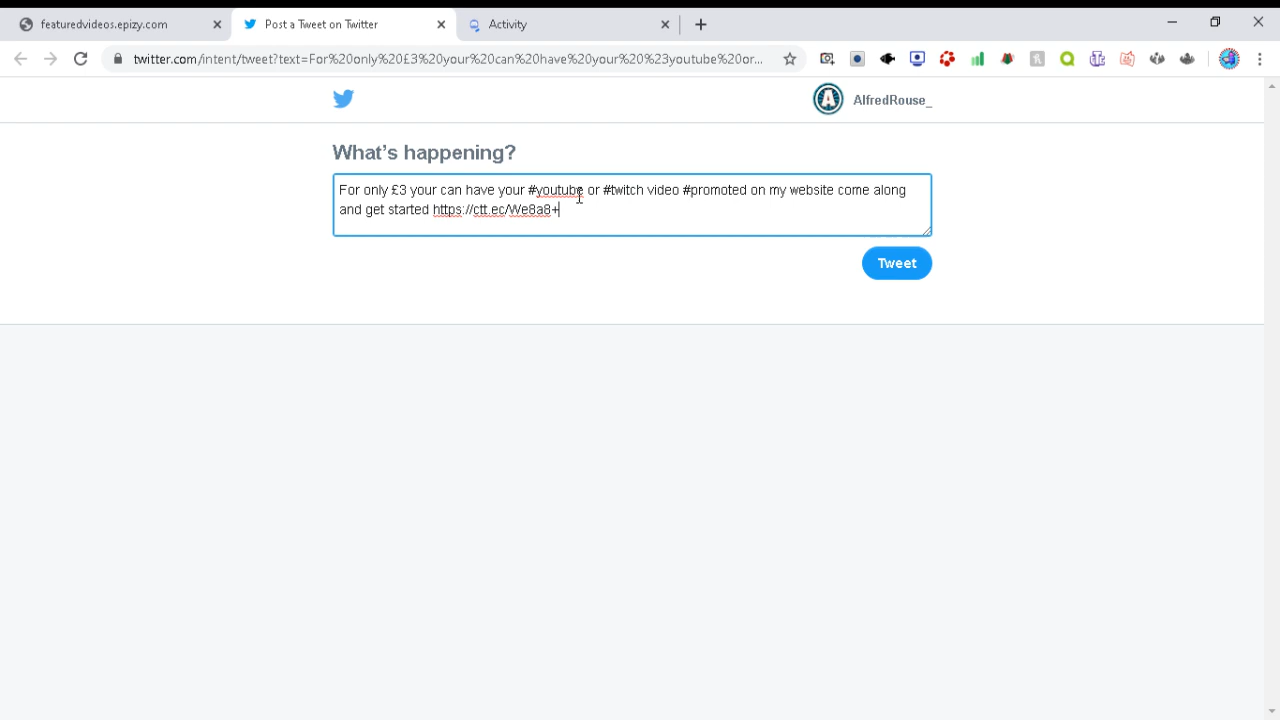 featuredvideos.epizy.com
Post a Tweet on Twitter
Activity
twitter.com/intent/tweet?text=For%20only%20£3%20your%20can%20have%20your%20%23youtube%20or...
AlfredRouse_
What's happening?
For only £3 your can have your #youtube or #twitch video #promoted on my website come along
and get started https://ctt.ec/We8a8+
Tweet